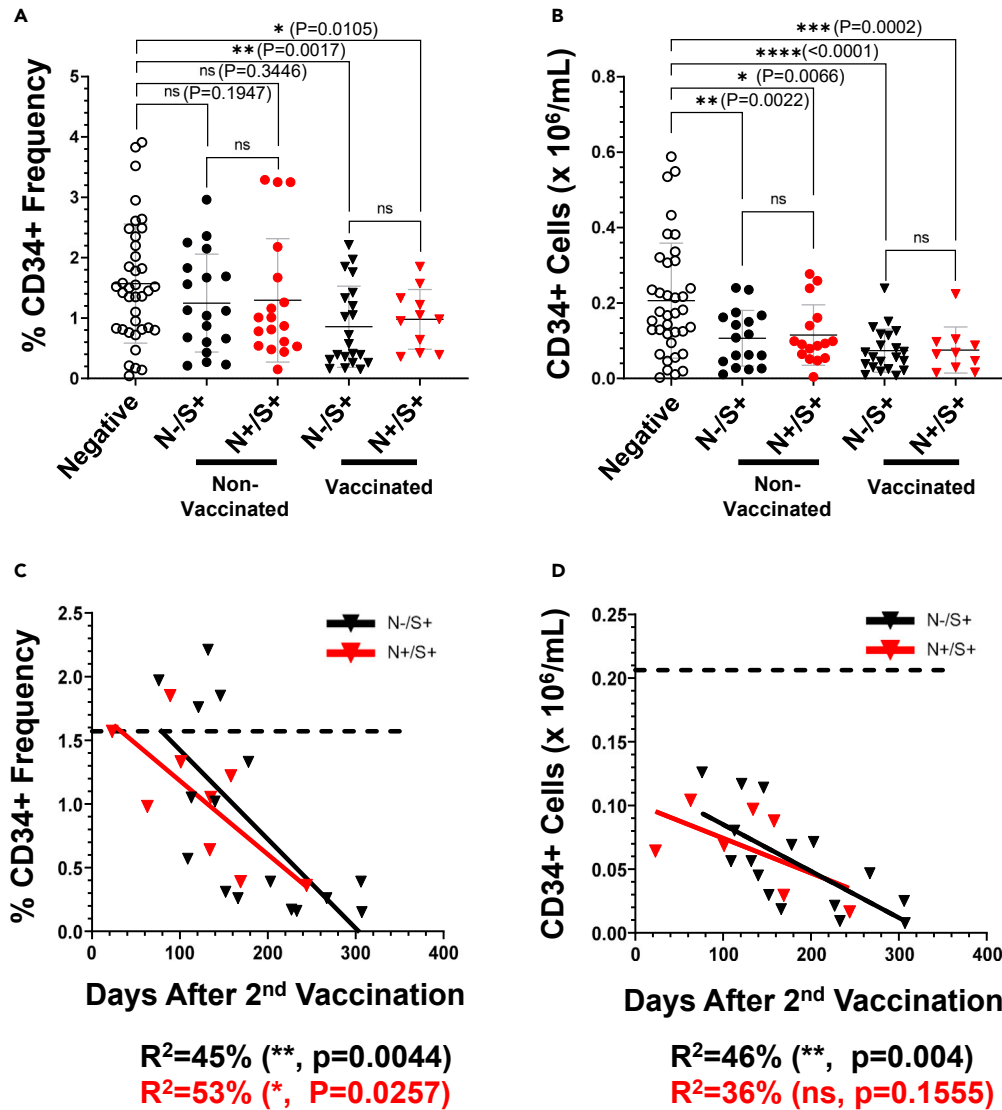 A
* (P=0.0105)
** (P=0.0017)
ns (P=0.3446)
ns (P=0.1947)
ns
ns
% CD34+ Frequency
5
4
3
2
1
0
Negative
N-/S+
N+/S+
N-/S+
N+/S+
Non-
Vaccinated
Vaccinated
B
*** (P=0.0002)
**** (<0.0001)
* (P=0.0066)
** (P=0.0022)
ns
ns
CD34+ Cells (x 10⁶/mL)
0.8
0.6
0.4
0.2
0.0
Negative
N-/S+
N+/S+
N-/S+
N+/S+
Non-
Vaccinated
Vaccinated
C
N-/S+
N+/S+
% CD34+ Frequency
2.5
2.0
1.5
1.0
0.5
0.0
0 100 200 300 400
Days After 2ⁿᵈ Vaccination
R²=45% (**, p=0.0044)
R²=53% (*, P=0.0257)
D
N-/S+
N+/S+
CD34+ Cells (x 10⁶/mL)
0.25
0.20
0.15
0.10
0.05
0.00
0 100 200 300 400
Days After 2ⁿᵈ Vaccination
R²=46% (**, p=0.004)
R²=36% (ns, p=0.1555)